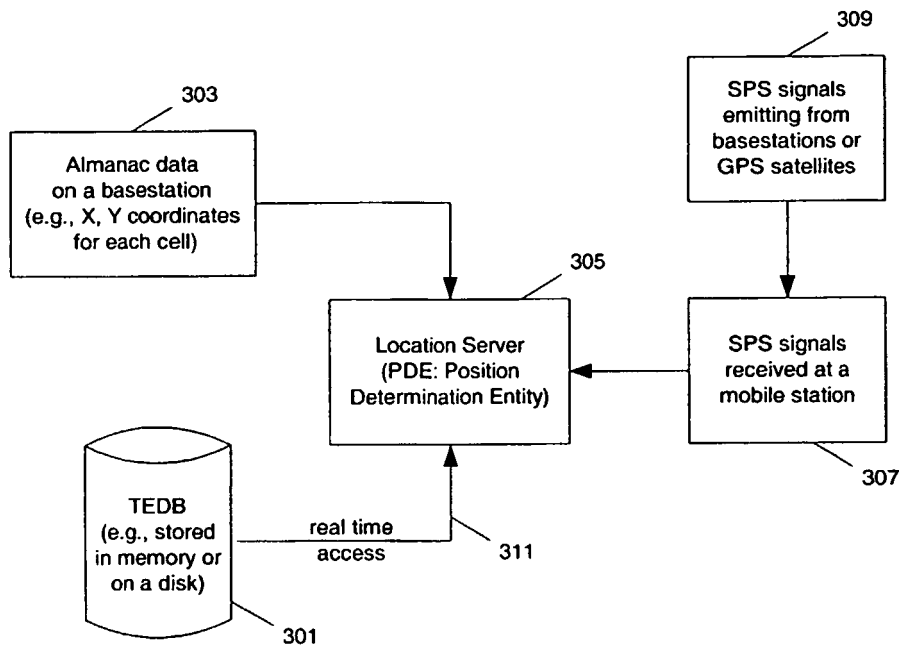 309
SPS signals
emitting from
basestations or
GPS satellites
303
Almanac data
on a basestation
(e.g., X, Y coordinates
for each cell)
305
Location Server
(PDE: Position
Determination Entity)
SPS signals
received at a
mobile station
307
TEDB
(e.g., stored
in memory or
on a disk)
real time
access
311
301